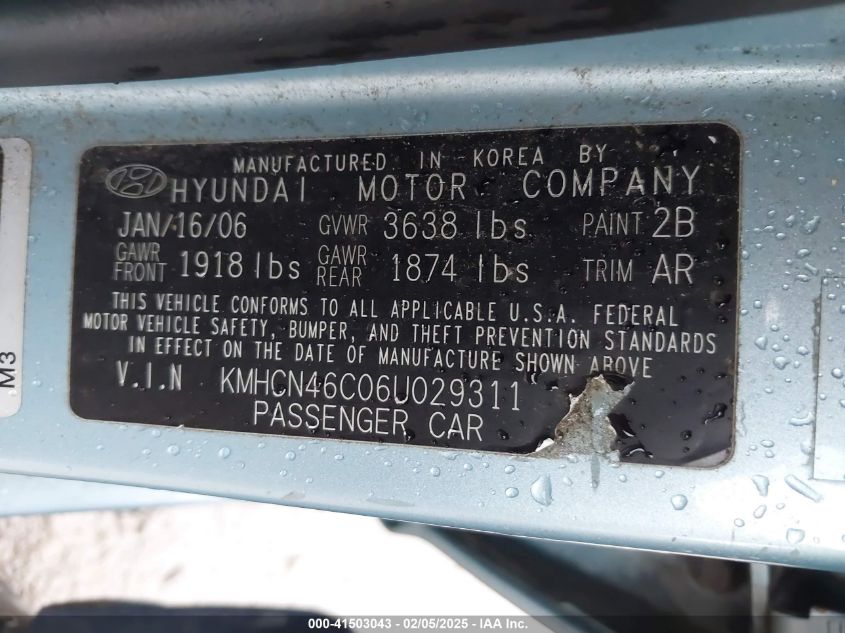 MANUFACTURED IN KOREA BY
HYUNDAI MOTOR COMPANY
JAN/16/06 GVWR 3638 lbs PAINT 2B
GAWR FRONT 1918 lbs GAWR REAR 1874 lbs TRIM AR
THIS VEHICLE CONFORMS TO ALL APPLICABLE U.S.A. FEDERAL
MOTOR VEHICLE SAFETY, BUMPER, AND THEFT PREVENTION STANDARDS
IN EFFECT ON THE DATE OF MANUFACTURE SHOWN ABOVE
V.I.N KMHCN46C06U029311
PASSENGER CAR
M3
000-41503043 - 02/05/2025 - IAA Inc.